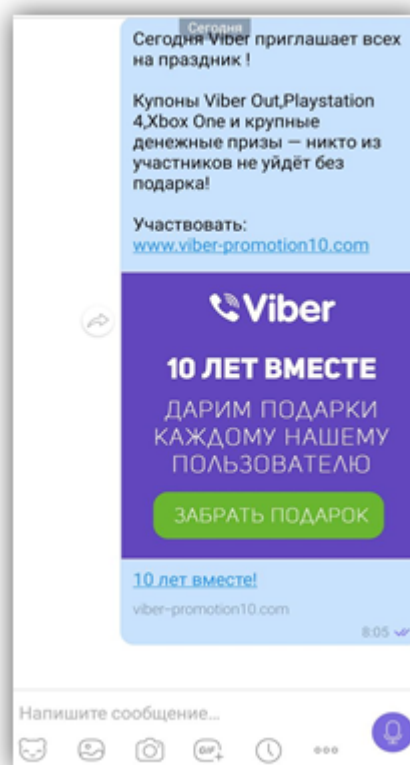 Сегодня
Сегодня Viber приглашает всех
на праздник !
Купоны Viber Out,Playstation
4,Xbox One и крупные
денежные призы — никто из
участников не уйдёт без
подарка!
Участвовать:
www.viber-promotion10.com
Viber
10 ЛЕТ ВМЕСТЕ
ДАРИМ ПОДАРКИ
КАЖДОМУ НАШЕМУ
ПОЛЬЗОВАТЕЛЮ
ЗАБРАТЬ ПОДАРОК
10 лет вместе!
viber-promotion10.com
8:05
Напишите сообщение...
GIF